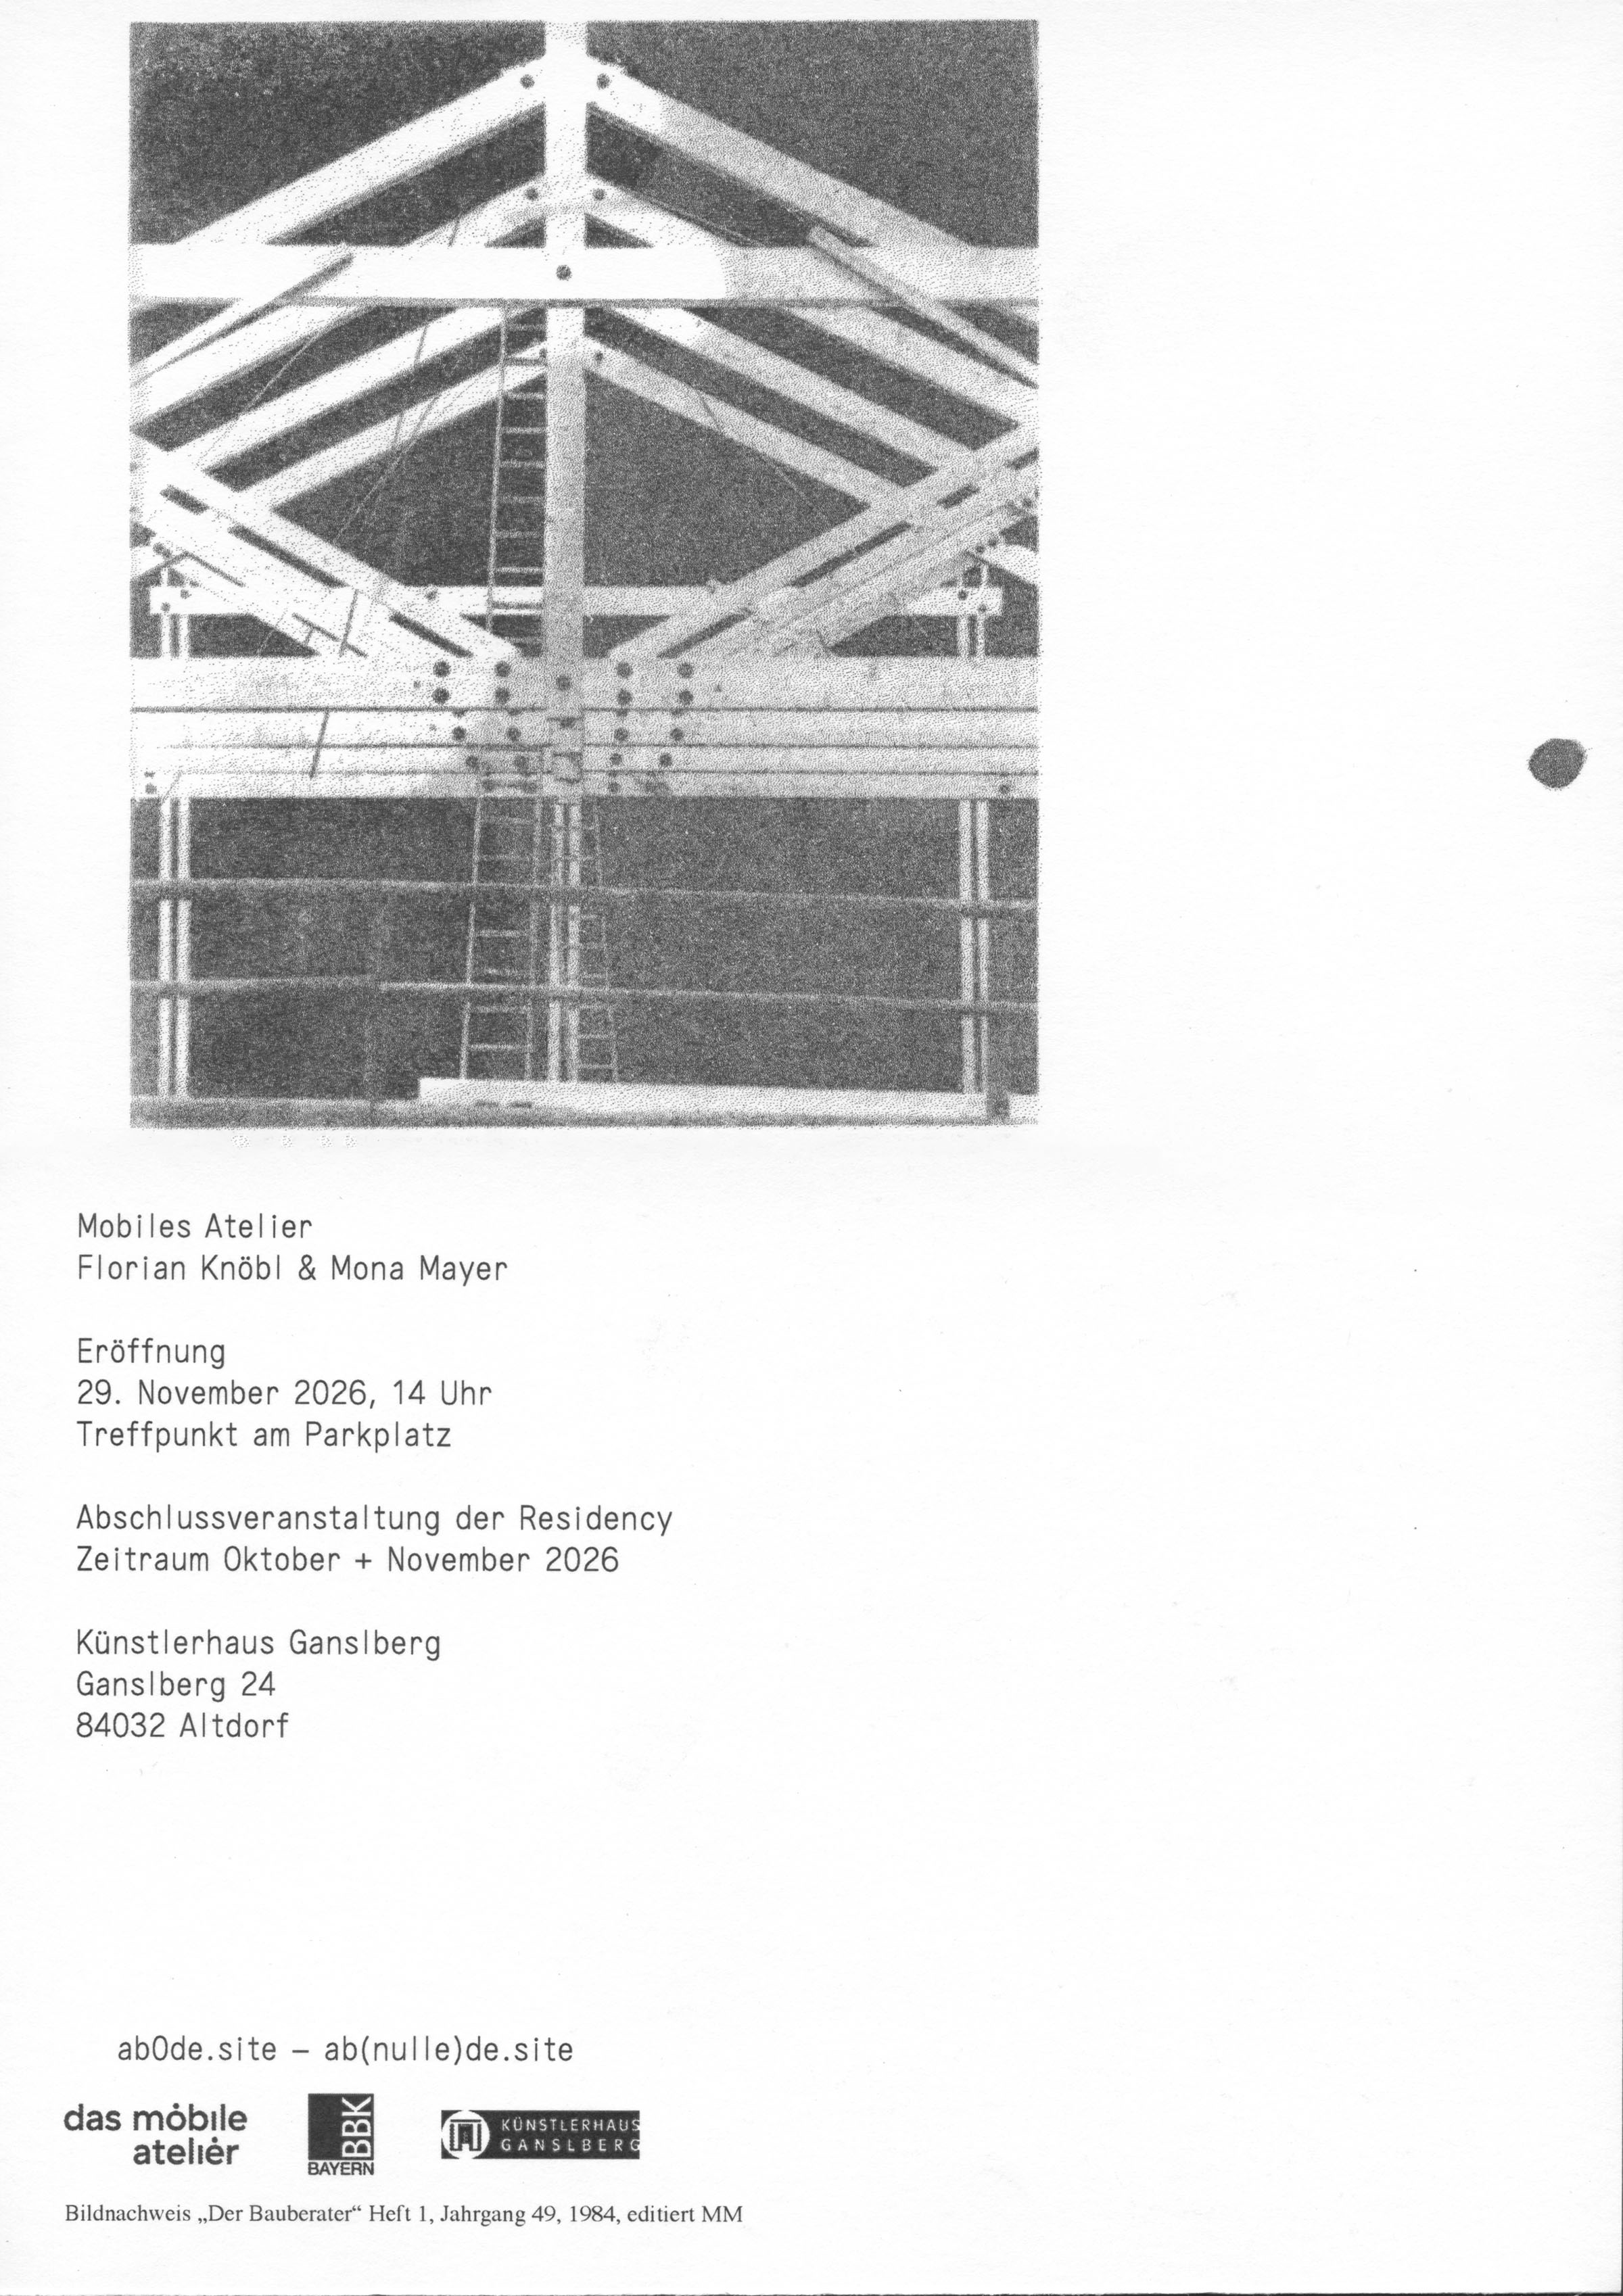 Mobiles Atelier
Florian Knöbl & Mona Mayer
Eröffnung
29. November 2026, 14 Uhr
Treffpunkt am Parkplatz
Abschlussveranstaltung der Residency
Zeitraum Oktober + November 2026
Künstlerhaus Ganslberg
Ganslberg 24
84032 Altdorf
ab0de.site – ab(nulle)de.site
das möbile
atelier
BBK
BAYERN
KÜNSTLERHAUS
GANSLBERG
Bildnachweis „Der Bauberater“ Heft 1, Jahrgang 49, 1984, editiert MM